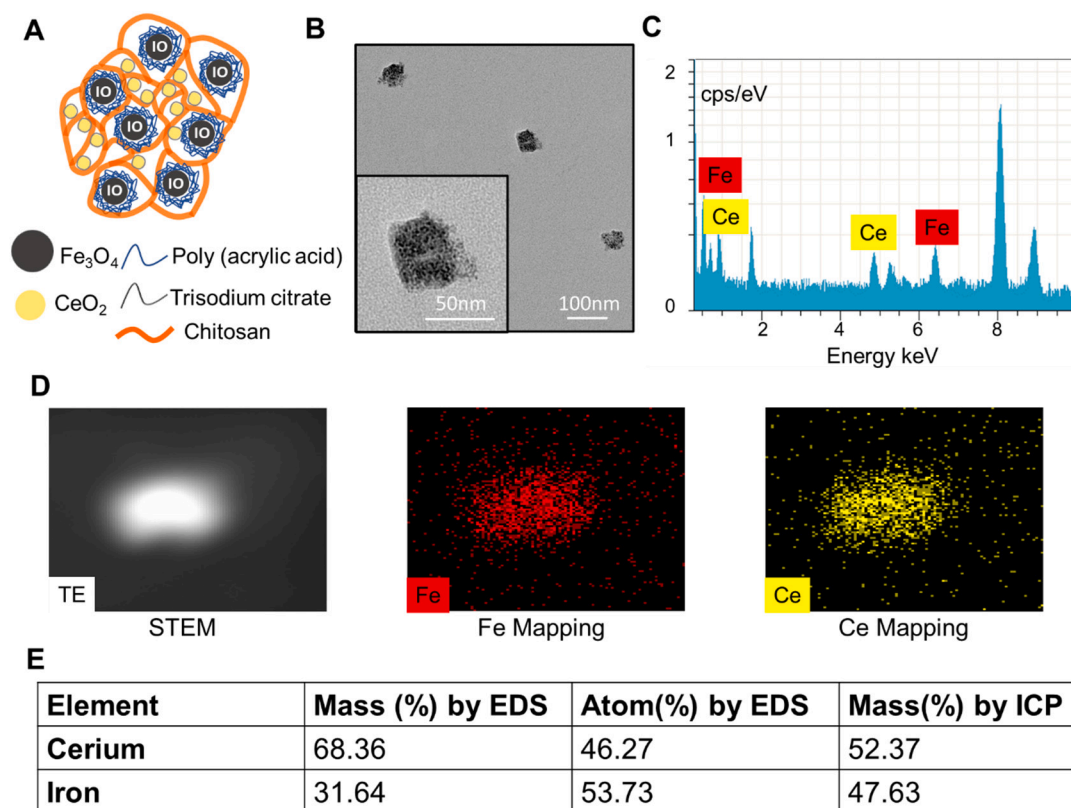 A
IO
IO
IO
IO
IO
IO
IO
Fe₃O₄
Poly (acrylic acid)
CeO₂
Trisodium citrate
Chitosan
B
50nm
100nm
C
2
cps/eV
1
Fe
Ce
Ce
Fe
0
2
4
6
8
Energy keV
D
TE
STEM
Fe
Fe Mapping
Ce
Ce Mapping
E
Element Mass (%) by EDS Atom(%) by EDS Mass(%) by ICP
Cerium 68.36 46.27 52.37
Iron 31.64 53.73 47.63